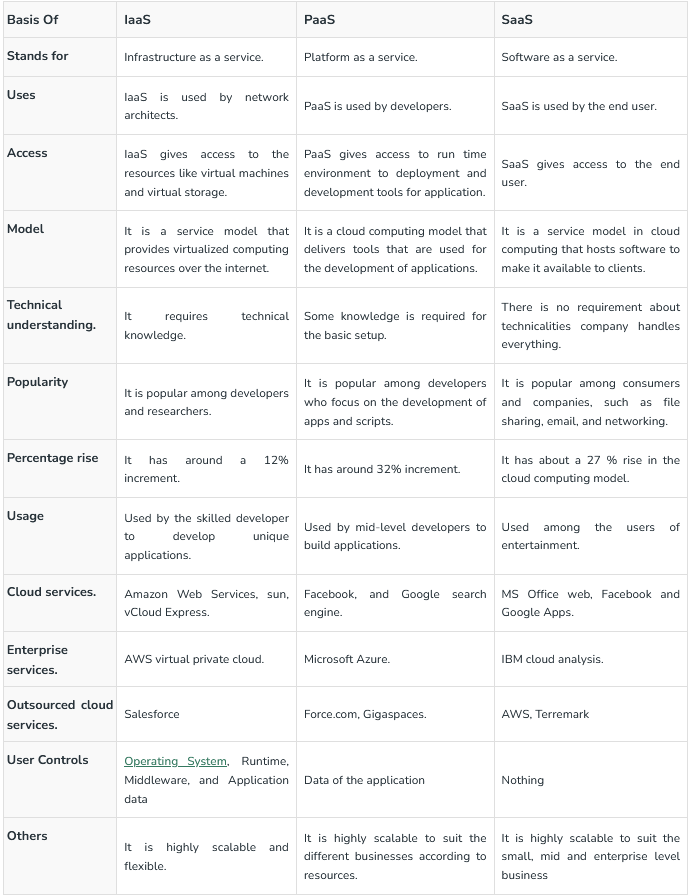 Basis Of
IaaS
PaaS
SaaS
Stands for
Infrastructure as a service.
Platform as a service.
Software as a service.
Uses
IaaS is used by network
architects.
PaaS is used by developers.
SaaS is used by the end user.
Access
IaaS gives access to the
resources like virtual machines
and virtual storage.
PaaS gives access to run time
environment to deployment and
development tools for application.
SaaS gives access to the end
user.
Model
It is a service model that
provides virtualized computing
resources over the internet.
It is a cloud computing model that
delivers tools that are used for
the development of applications.
It is a service model in cloud
computing that hosts software to
make it available to clients.
Technical
understanding.
It requires technical
knowledge.
Some knowledge is required for
the basic setup.
There is no requirement about
technicalities company handles
everything.
Popularity
It is popular among developers
and researchers.
It is popular among developers
who focus on the development of
apps and scripts.
It is popular among consumers
and companies, such as file
sharing, email, and networking.
Percentage rise
It has around a 12%
increment.
It has around 32% increment.
It has about a 27 % rise in the
cloud computing model.
Usage
Used by the skilled developer
to develop unique
applications.
Used by mid-level developers to
build applications.
Used among the users of
entertainment.
Cloud services.
Amazon Web Services, sun,
vCloud Express.
Facebook, and Google search
engine.
MS Office web, Facebook and
Google Apps.
Enterprise
services.
AWS virtual private cloud.
Microsoft Azure.
IBM cloud analysis.
Outsourced cloud
services.
Salesforce
Force.com, Gigaspaces.
AWS, Terremark
User Controls
Operating System, Runtime,
Middleware, and Application
data
Data of the application
Nothing
Others
It is highly scalable and
flexible.
It is highly scalable to suit the
different businesses according to
resources.
It is highly scalable to suit the
small, mid and enterprise level
business